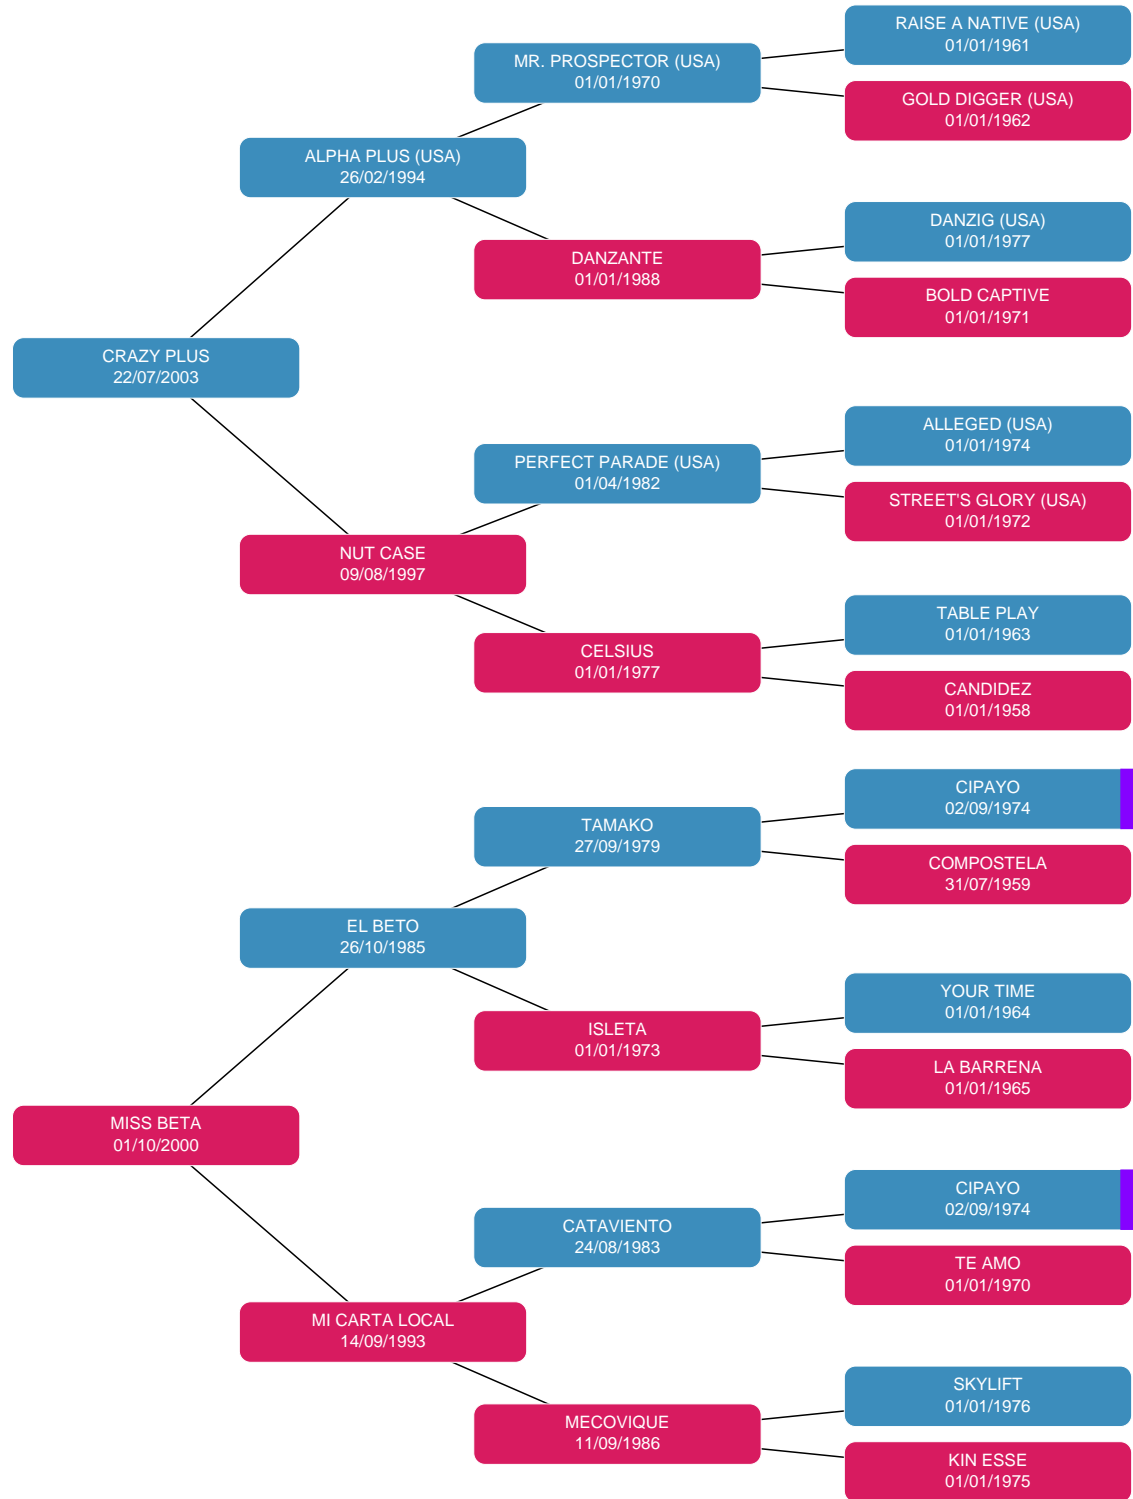 RAISE A NATIVE (USA)
01/01/1961
MR. PROSPECTOR (USA)
01/01/1970
GOLD DIGGER (USA)
01/01/1962
ALPHA PLUS (USA)
26/02/1994
DANZIG (USA)
01/01/1977
DANZANTE
01/01/1988
BOLD CAPTIVE
01/01/1971
CRAZY PLUS
22/07/2003
ALLEGED (USA)
01/01/1974
PERFECT PARADE (USA)
01/04/1982
STREET'S GLORY (USA)
01/01/1972
NUT CASE
09/08/1997
TABLE PLAY
01/01/1963
CELSIUS
01/01/1977
CANDIDEZ
01/01/1958
CIPAYO
02/09/1974
TAMAKO
27/09/1979
COMPOSTELA
31/07/1959
EL BETO
26/10/1985
YOUR TIME
01/01/1964
ISLETA
01/01/1973
LA BARRENA
01/01/1965
MISS BETA
01/10/2000
CIPAYO
02/09/1974
CATAVIENTO
24/08/1983
TE AMO
01/01/1970
MI CARTA LOCAL
14/09/1993
SKYLIFT
01/01/1976
MECOVIQUE
11/09/1986
KIN ESSE
01/01/1975